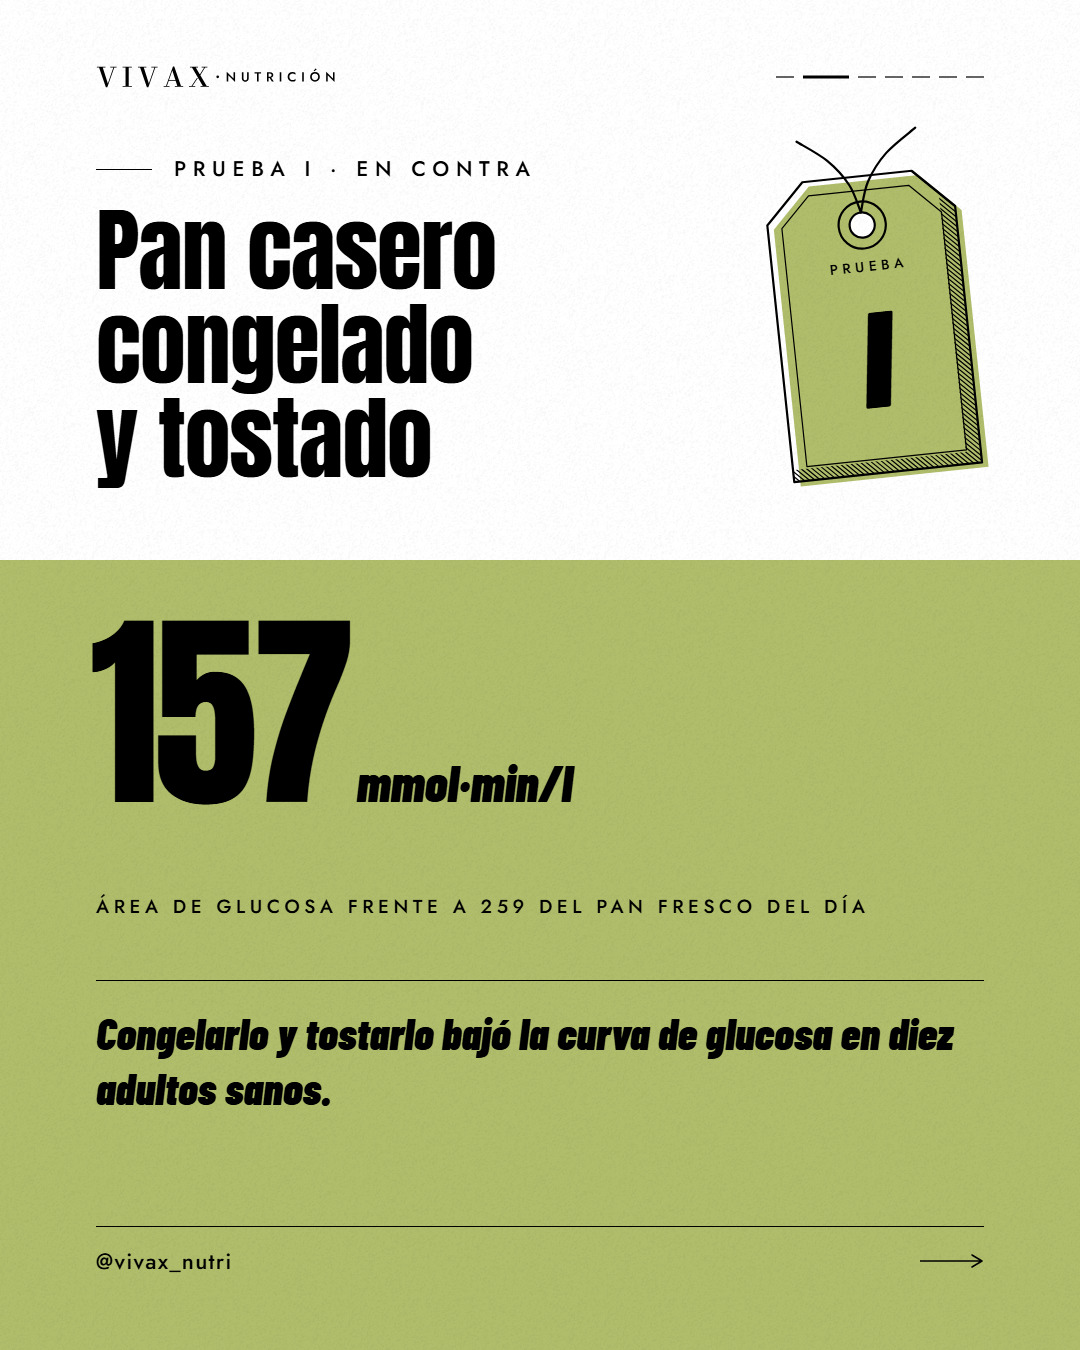 VIVAX·NUTRICIÓN
PRUEBA I · EN CONTRA
Pan casero
congelado
y tostado
PRUEBA
I
157 mmol·min/l
ÁREA DE GLUCOSA FRENTE A 259 DEL PAN FRESCO DEL DÍA
Congelarlo y tostarlo bajó la curva de glucosa en diez
adultos sanos.
@vivax_nutri